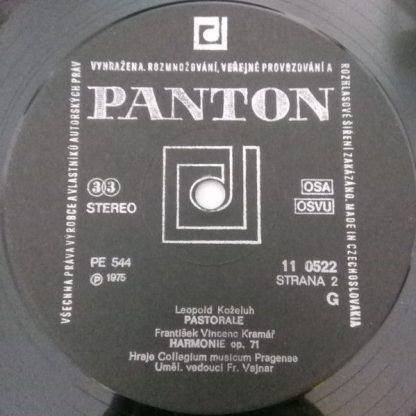 VYHRAŽENA. ROZMNOŽOVÁNÍ, VEŘEJNÉ PROVOZOVÁNÍ A
ROZHLASOVÉ ŠÍŘENÍ ZAKÁZÁNO. MADE IN CZECHOSLOVAKIA
VŠECHNA PRÁVA VÝROBCE A VLASTNÍKŮ AUTORSKÝCH PRÁV
PANTON
33
STEREO
OSA
OSVU
PE 544
℗ 1975
11 0522
STRANA 2
G
Leopold Koželuh
PASTORALE
František Vincenc Kramář
HARMONIE op. 71
Hraje Collegium musicum Pragense
Uměl. vedoucí Fr. Vajnar